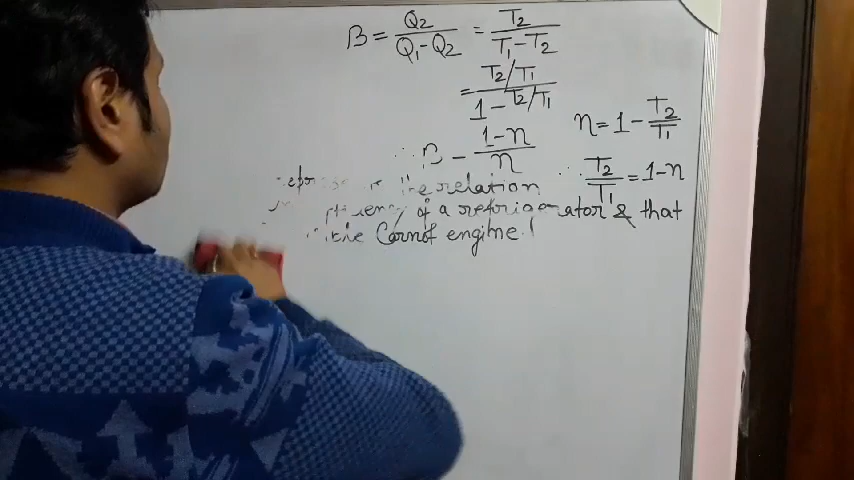 B = Q2/(Q1-Q2) = T2/(T1-T2)
= (T2/T1)/(1-T2/T1)
η = 1-T2/T1
∴ B = (1-η)/η
∴ T2/T1 = 1-η
the relation
of a refrigerator & that
Carnot engine.